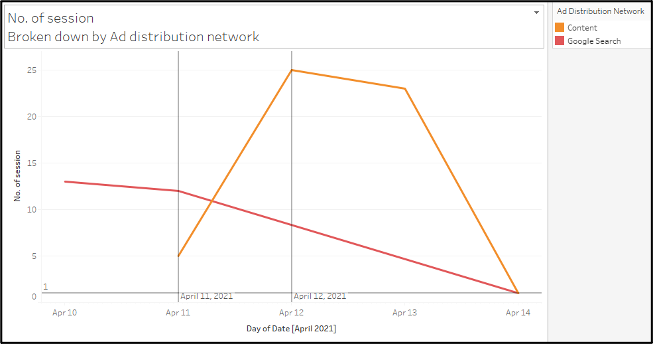 No. of session
Broken down by Ad distribution network
Ad Distribution Network
Content
Google Search
25
20
15
10
5
1
0
No. of session
April 11, 2021
April 12, 2021
Apr 10
Apr 11
Apr 12
Apr 13
Apr 14
Day of Date [April 2021]